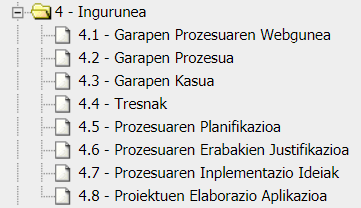 4 - Ingurunea
4.1 - Garapen Prozesuaren Webgunea
4.2 - Garapen Prozesua
4.3 - Garapen Kasua
4.4 - Tresnak
4.5 - Prozesuaren Planifikazioa
4.6 - Prozesuaren Erabakien Justifikazioa
4.7 - Prozesuaren Inplementazio Ideiak
4.8 - Proiektuen Elaborazio Aplikazioa